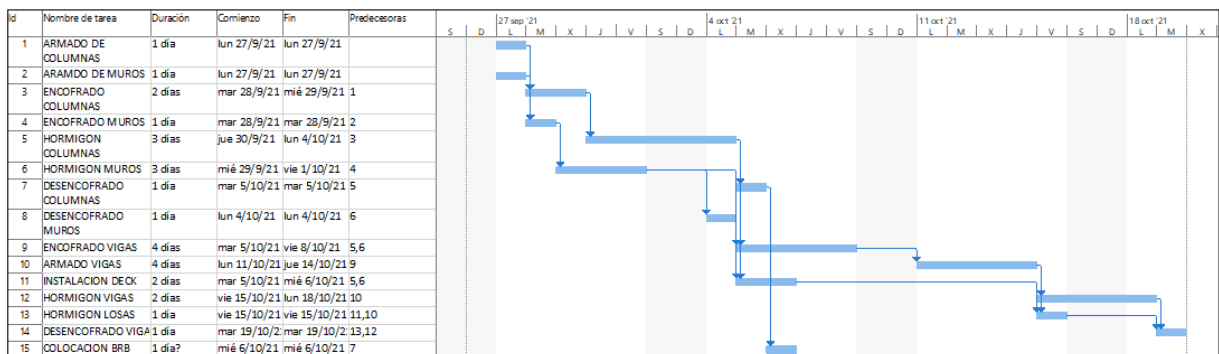 Id Nombre de tarea Duración Comienzo Fin Predecesoras 27 sep '21 4 oct '21 11 oct '21 18 oct '21
S D L M X J V S D L M X J V S D L M X J V S D L M X
1 ARMADO DE COLUMNAS 1 día lun 27/9/21 lun 27/9/21
2 ARAMDO DE MUROS 1 día lun 27/9/21 lun 27/9/21
3 ENCOFRADO COLUMNAS 2 días mar 28/9/21 mié 29/9/21 1
4 ENCOFRADO MUROS 1 día mar 28/9/21 mar 28/9/21 2
5 HORMIGON COLUMNAS 3 días jue 30/9/21 lun 4/10/21 3
6 HORMIGON MUROS 3 días mié 29/9/21 vie 1/10/21 4
7 DESENCOFRADO COLUMNAS 1 día mar 5/10/21 mar 5/10/21 5
8 DESENCOFRADO MUROS 1 día lun 4/10/21 lun 4/10/21 6
9 ENCOFRADO VIGAS 4 días mar 5/10/21 vie 8/10/21 5,6
10 ARMADO VIGAS 4 días lun 11/10/21 jue 14/10/21 9
11 INSTALACION DECK 2 días mar 5/10/21 mié 6/10/21 5,6
12 HORMIGON VIGAS 2 días vie 15/10/21 lun 18/10/21 10
13 HORMIGON LOSAS 1 día vie 15/10/21 vie 15/10/21 11,10
14 DESENCOFRADO VIGA 1 día mar 19/10/2 mar 19/10/2 13,12
15 COLOCACION BRB 1 día? mié 6/10/21 mié 6/10/21 7